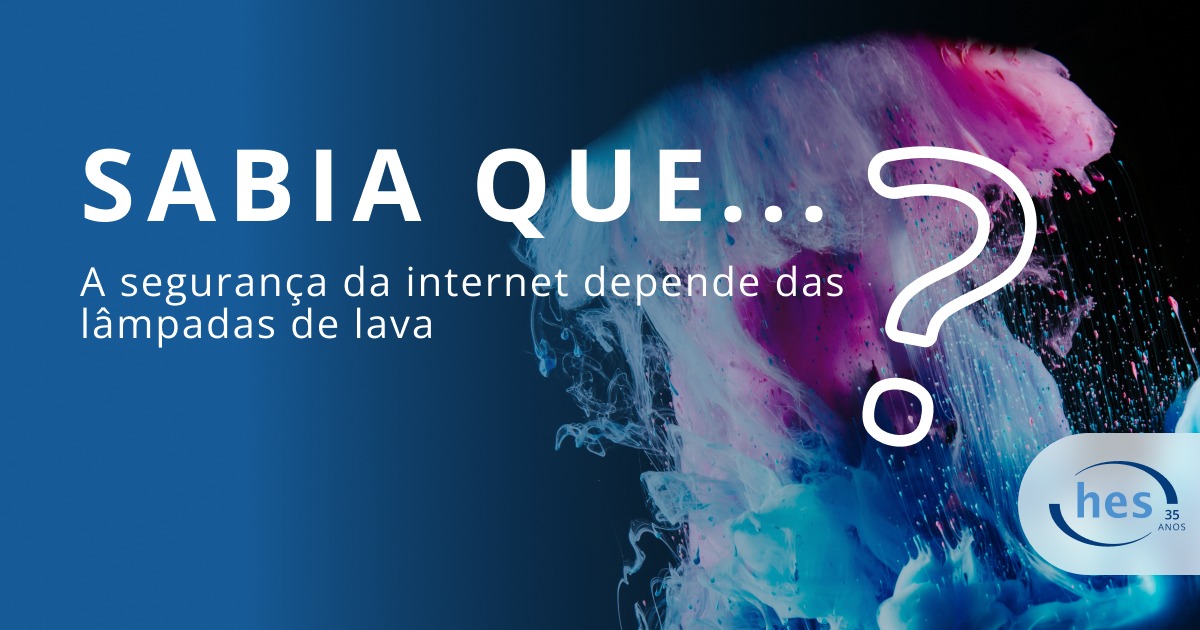 SABIA QUE...
?
A segurança da internet depende das
lâmpadas de lava
hes
35
ANOS